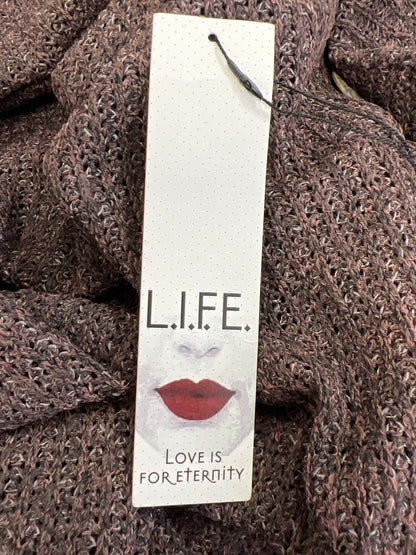 L.I.F.E.
LOVE IS
FOR ETERNITY